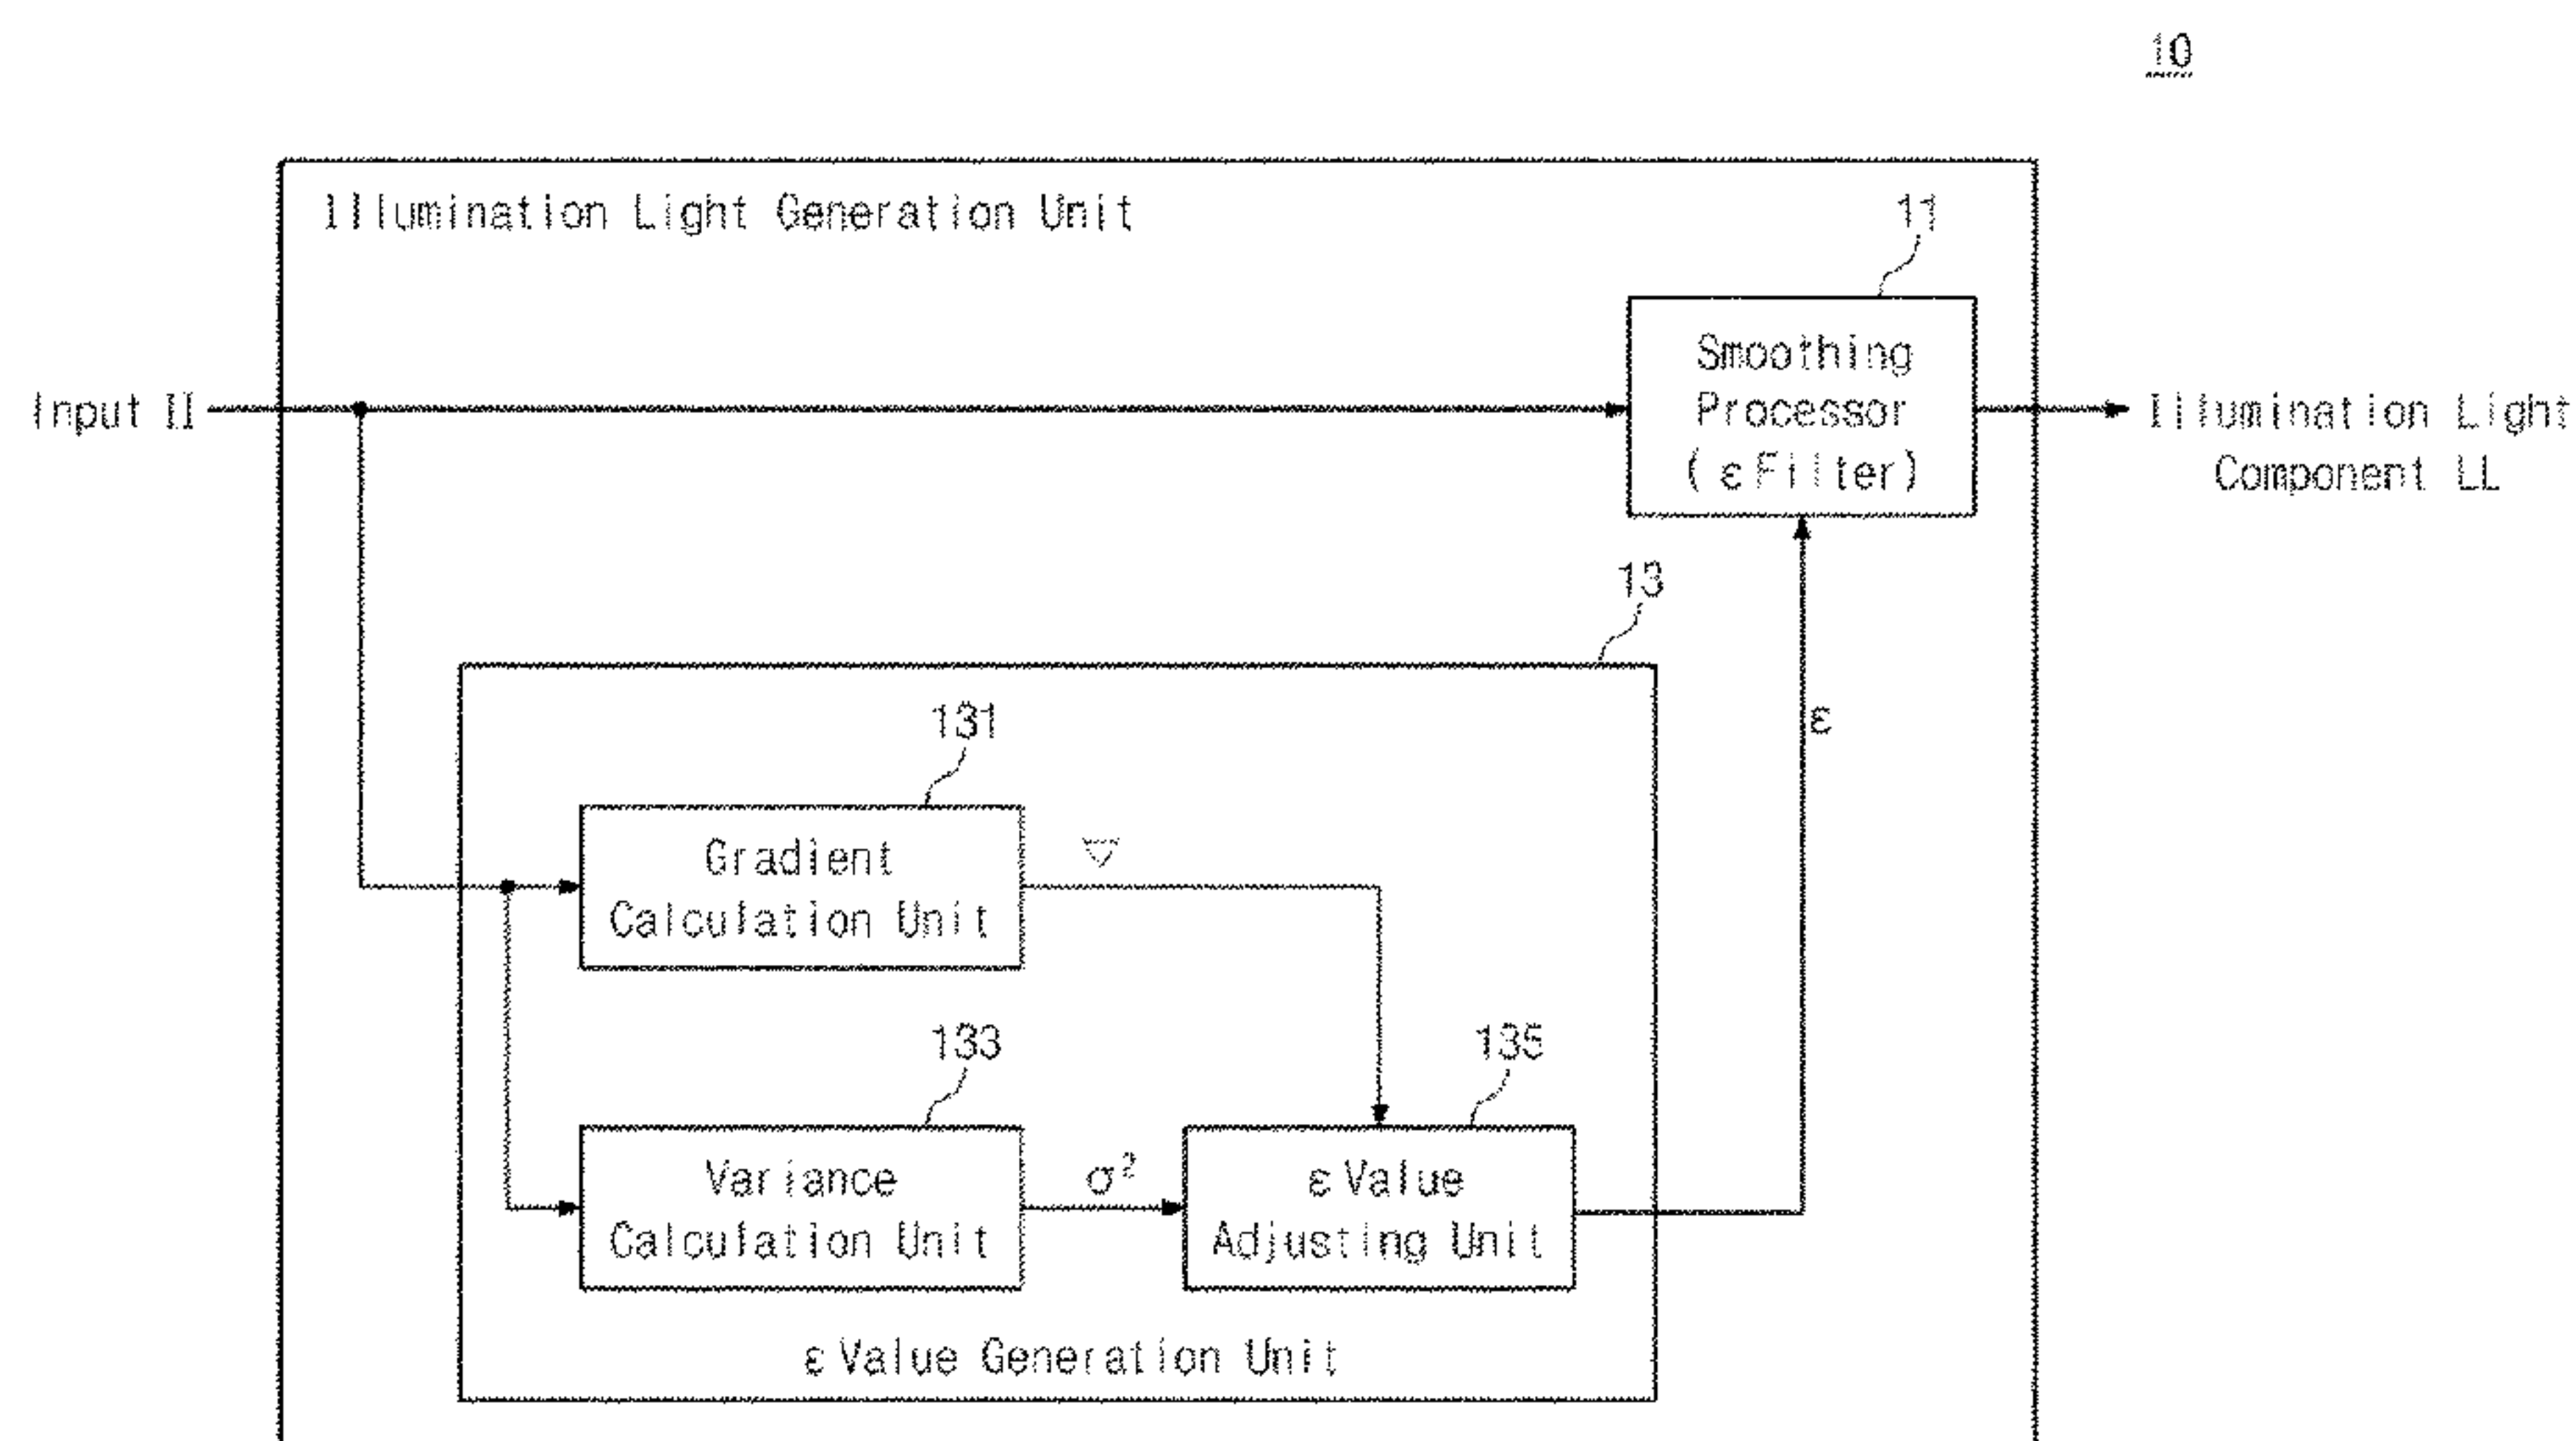 10
Illumination Light Generation Unit
11
Smoothing
Processor
(εFilter)
Input II
Illumination Light
Component LL
13
ε
131
Gradient
Calculation Unit
▽
133
Variance
Calculation Unit
σ²
135
ε Value
Adjusting Unit
ε Value Generation Unit